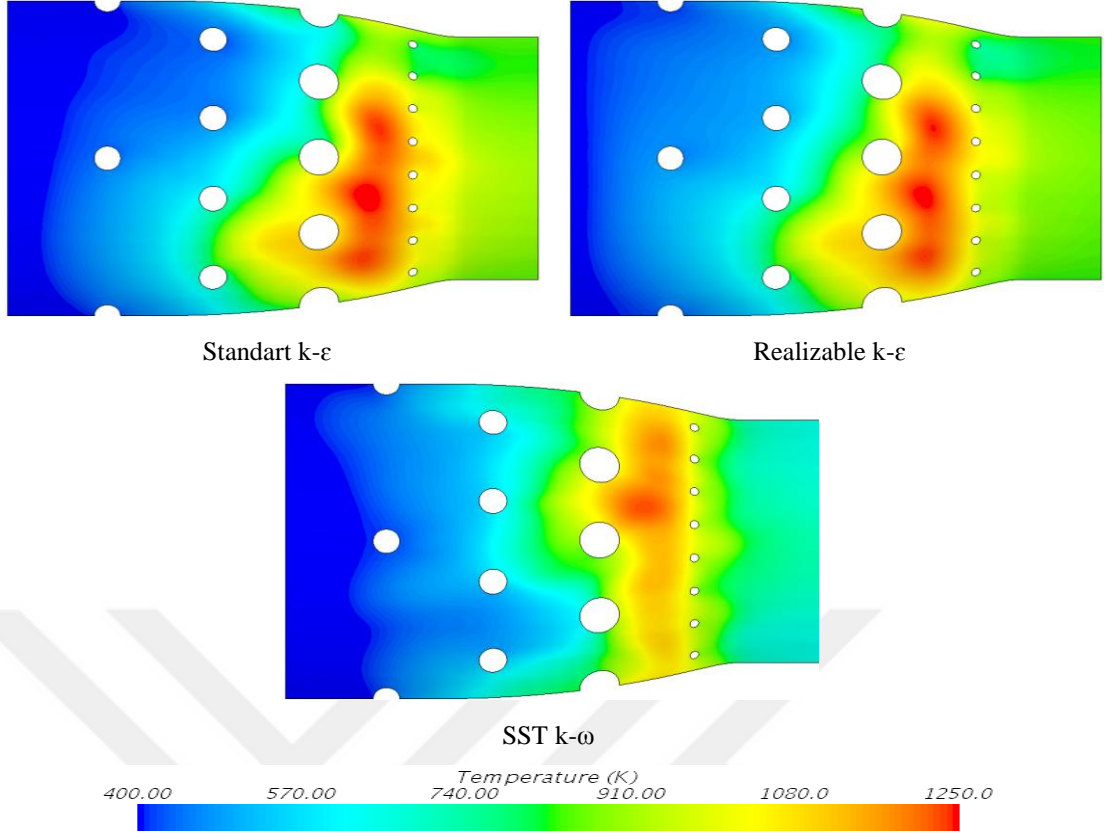 Standart k-ε
Realizable k-ε
SST k-ω
Temperature (K)
400.00 570.00 740.00 910.00 1080.0 1250.0